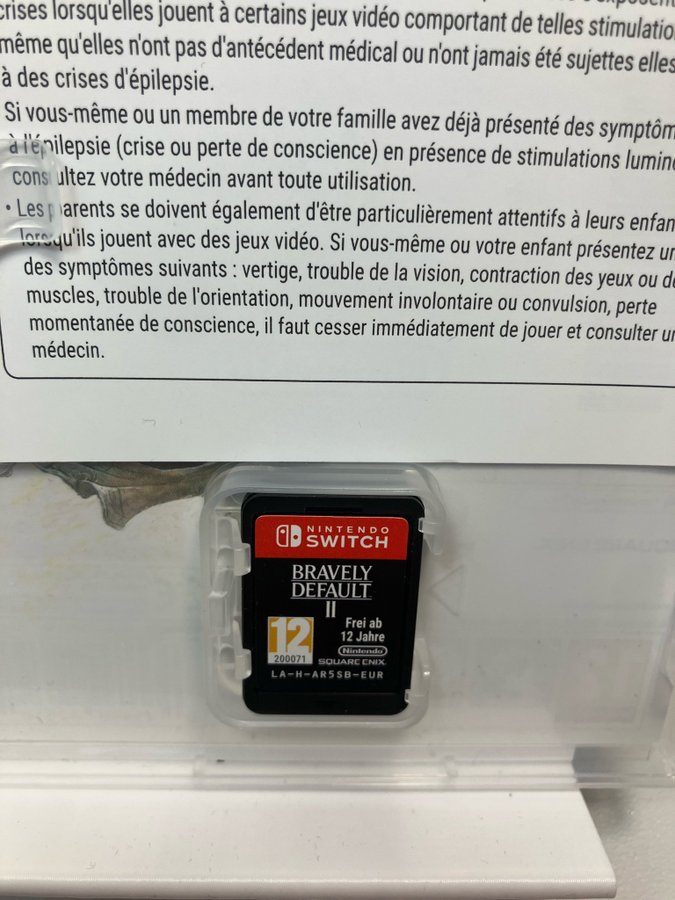 crises lorsqu'elles jouent à certains jeux vidéo comportant de telles
même qu'elles n'ont pas d'antécédent médical ou n'ont jamais été sujettes elles
à des crises d'épilepsie.
Si vous-même ou un membre de votre famille avez déjà présenté des
à l'épilepsie (crise ou perte de conscience) en présence de stimulations
consultez votre médecin avant toute utilisation.
• Les parents se doivent également d'être particulièrement attentifs à leurs
lorsqu'ils jouent avec des jeux vidéo. Si vous-même ou votre enfant présentez
des symptômes suivants : vertige, trouble de la vision, contraction des yeux ou
muscles, trouble de l'orientation, mouvement involontaire ou convulsion, perte
momentanée de conscience, il faut cesser immédiatement de jouer et consulter
médecin.
NINTENDO
SWITCH
BRAVELY
DEFAULT
II
12
200071
Frei ab
12 Jahre
Nintendo
SQUARE ENIX
LA-H-AR5SB-EUR